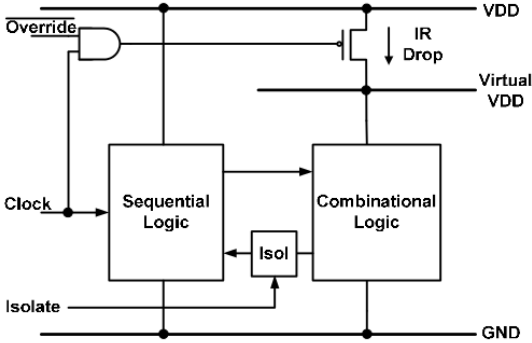 VDD
Override
IR
Drop
Virtual
VDD
Clock
Sequential
Logic
Combinational
Logic
Isol
Isolate
GND